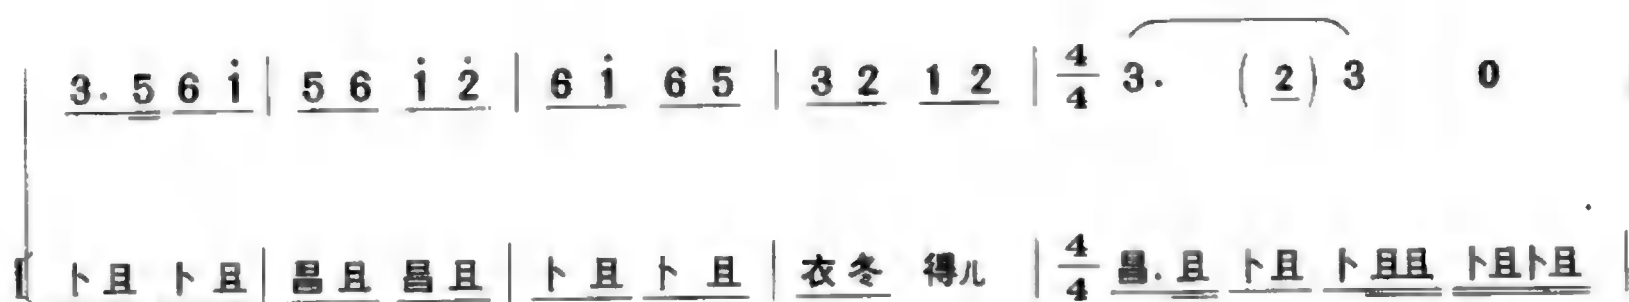 3. 5 6 i̇ | 5 6 i̇ 2̇ | 6 i̇ 6 5 | 3 2 1 2 | 4/4 3. ( 2 ) 3 0
卜且 卜且 | 昌且 昌且 | 卜且 卜且 | 衣冬 得儿 | 4/4 昌.且 卜且 卜且且 卜且卜且 |